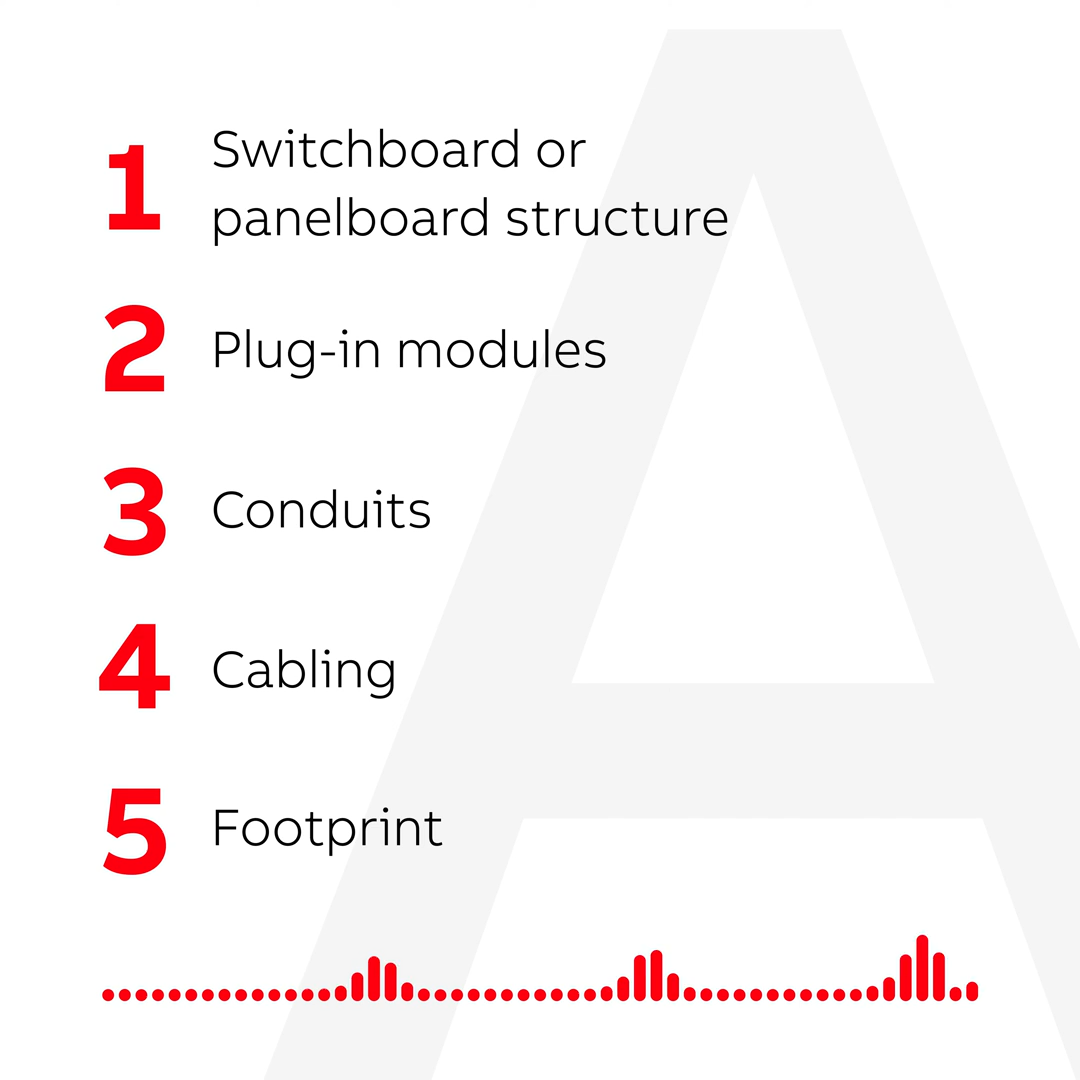 1 Switchboard or
panelboard structure
2 Plug-in modules
3 Conduits
4 Cabling
5 Footprint
A